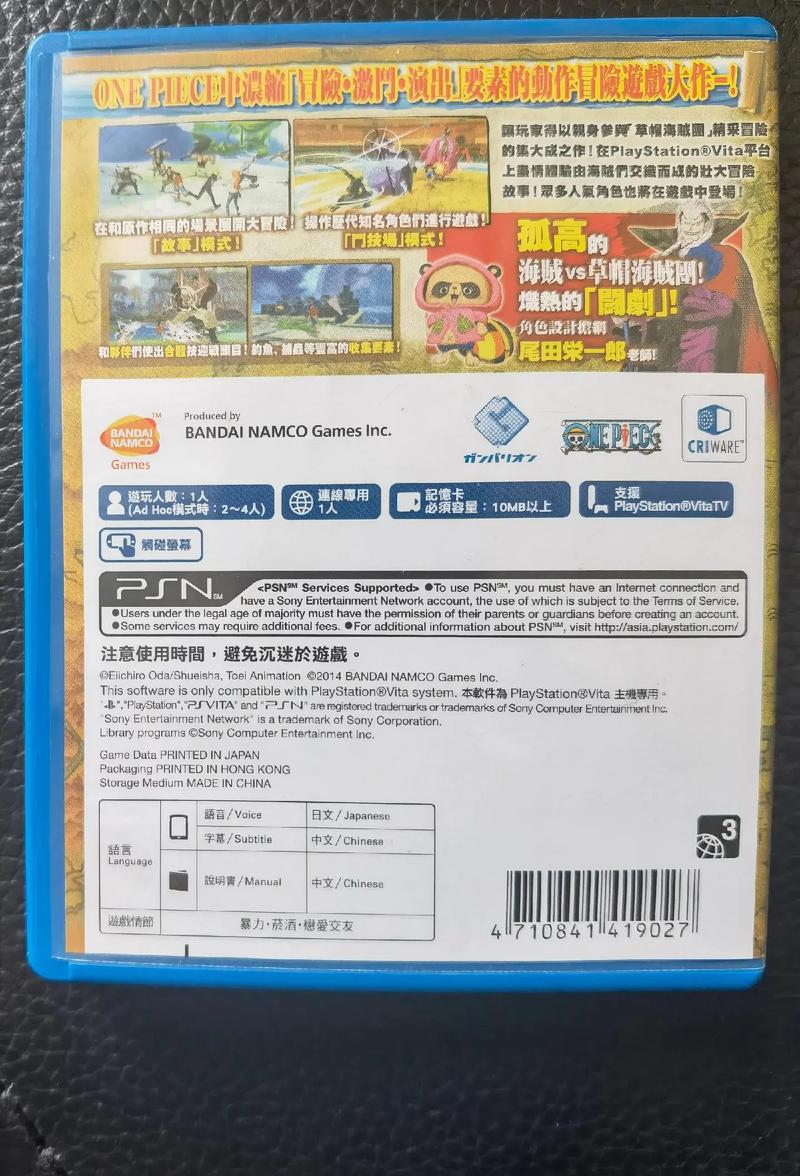 ONE PIECE中濃縮「冒險・激鬥・演出」要素的動作冒險遊戲大作─!
讓玩家得以親身參與「草帽海賊團」精采冒險
的集大成之作!在PlayStation®Vita平台
上盡情體驗由海賊們交織而成的壯大冒險
故事!眾多人氣角色也將在遊戲中登場!
在和原作相同的場景展開大冒險!
「故事」模式!
操作歷代知名角色們進行遊戲!
「鬥技場」模式!
孤高的
海賊vs草帽海賊團!
熾熱的「鬪劇」!
角色設計擔綱
尾田栄一郎老師!
和夥伴們使出合體技迎戰頭目!
釣魚、捕蟲等豐富的收集要素!
BANDAI NAMCO Games
TM
Produced by
BANDAI NAMCO Games Inc.
ガンバリオン
ONE PIECE
CRIWARE™
遊玩人數:1人
(Ad Hoc模式時:2~4人)
連線專用
1人
記憶卡
必須容量:10MB以上
支援
PlayStation®VitaTV
觸碰螢幕
PSN℠
<PSN℠ Services Supported> ●To use PSN℠, you must have an Internet connection and
have a Sony Entertainment Network account, the use of which is subject to the Terms of Service.
●Users under the legal age of majority must have the permission of their parents or guardians before creating an account.
●Some services may require additional fees. ●For additional information about PSN℠, visit http://asia.playstation.com/
注意使用時間,避免沉迷於遊戲。
©Eiichiro Oda/Shueisha, Toei Animation ©2014 BANDAI NAMCO Games Inc.
This software is only compatible with PlayStation®Vita system. 本軟件為 PlayStation®Vita 主機專用。
"","PlayStation","PSVITA" and "PSN" are registered trademarks or trademarks of Sony Computer Entertainment Inc.
"Sony Entertainment Network" is a trademark of Sony Corporation.
Library programs ©Sony Computer Entertainment Inc.
Game Data PRINTED IN JAPAN
Packaging PRINTED IN HONG KONG
Storage Medium MADE IN CHINA
語言
Language
語音/Voice
日文/Japanese
字幕/Subtitle
中文/Chinese
說明書/Manual
中文/Chinese
遊戲情節
暴力・菸酒・戀愛交友
3
4 710841 419027